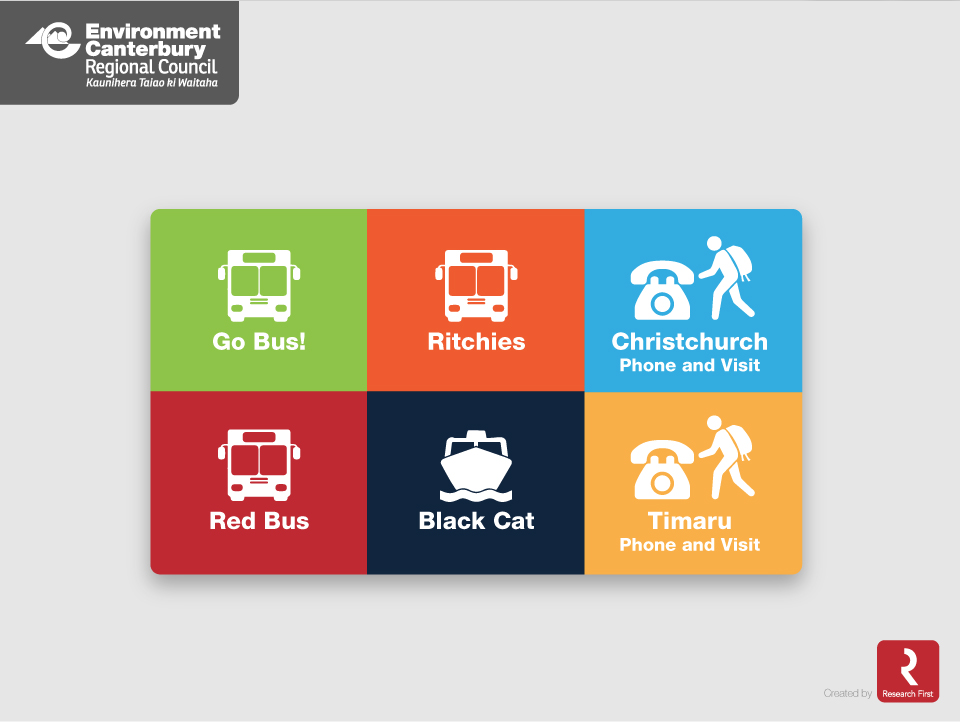 Environment
Canterbury
Regional Council
Kaunihera Taiao ki Waitaha
Go Bus!
Ritchies
Christchurch
Phone and Visit
Red Bus
Black Cat
Timaru
Phone and Visit
Created by
Research First